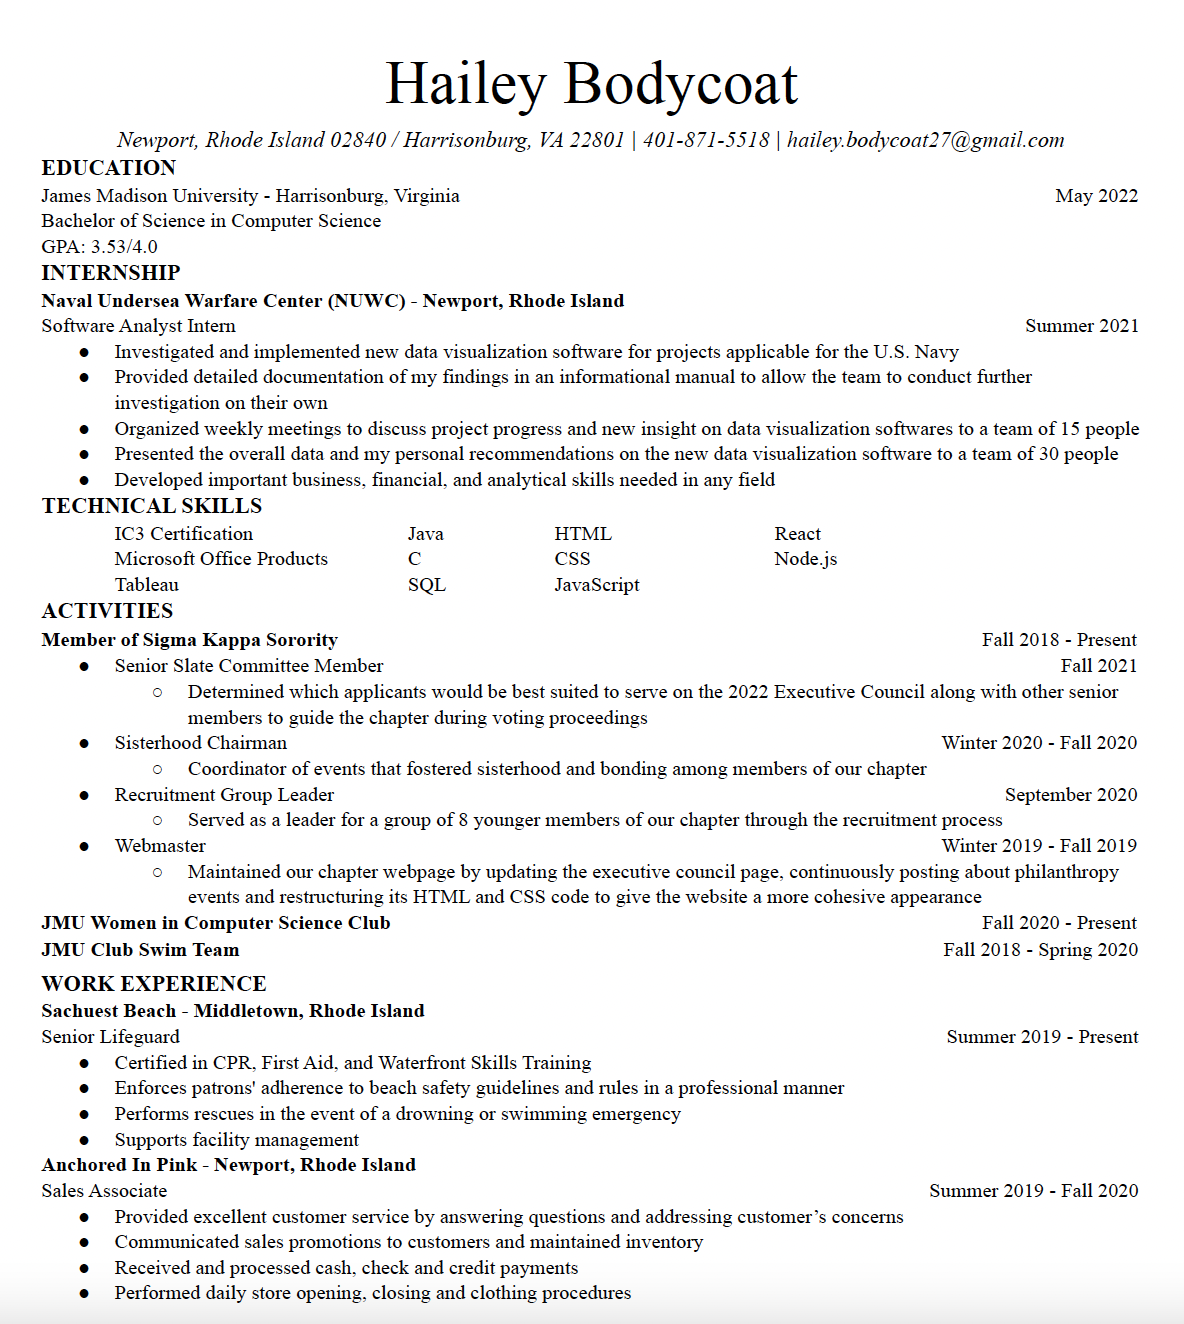 Hailey Bodycoat
Newport, Rhode Island 02840 / Harrisonburg, VA 22801 | 401-871-5518 | hailey.bodycoat27@gmail.com
EDUCATION
James Madison University - Harrisonburg, Virginia May 2022
Bachelor of Science in Computer Science
GPA: 3.53/4.0
INTERNSHIP
Naval Undersea Warfare Center (NUWC) - Newport, Rhode Island
Software Analyst Intern Summer 2021
● Investigated and implemented new data visualization software for projects applicable for the U.S. Navy
● Provided detailed documentation of my findings in an informational manual to allow the team to conduct further
investigation on their own
● Organized weekly meetings to discuss project progress and new insight on data visualization softwares to a team of 15 people
● Presented the overall data and my personal recommendations on the new data visualization software to a team of 30 people
● Developed important business, financial, and analytical skills needed in any field
TECHNICAL SKILLS
IC3 Certification Java HTML React
Microsoft Office Products C CSS Node.js
Tableau SQL JavaScript
ACTIVITIES
Member of Sigma Kappa Sorority Fall 2018 - Present
● Senior Slate Committee Member Fall 2021
○ Determined which applicants would be best suited to serve on the 2022 Executive Council along with other senior
members to guide the chapter during voting proceedings
● Sisterhood Chairman Winter 2020 - Fall 2020
○ Coordinator of events that fostered sisterhood and bonding among members of our chapter
● Recruitment Group Leader September 2020
○ Served as a leader for a group of 8 younger members of our chapter through the recruitment process
● Webmaster Winter 2019 - Fall 2019
○ Maintained our chapter webpage by updating the executive council page, continuously posting about philanthropy
events and restructuring its HTML and CSS code to give the website a more cohesive appearance
JMU Women in Computer Science Club Fall 2020 - Present
JMU Club Swim Team Fall 2018 - Spring 2020
WORK EXPERIENCE
Sachuest Beach - Middletown, Rhode Island
Senior Lifeguard Summer 2019 - Present
● Certified in CPR, First Aid, and Waterfront Skills Training
● Enforces patrons' adherence to beach safety guidelines and rules in a professional manner
● Performs rescues in the event of a drowning or swimming emergency
● Supports facility management
Anchored In Pink - Newport, Rhode Island
Sales Associate Summer 2019 - Fall 2020
● Provided excellent customer service by answering questions and addressing customer’s concerns
● Communicated sales promotions to customers and maintained inventory
● Received and processed cash, check and credit payments
● Performed daily store opening, closing and clothing procedures